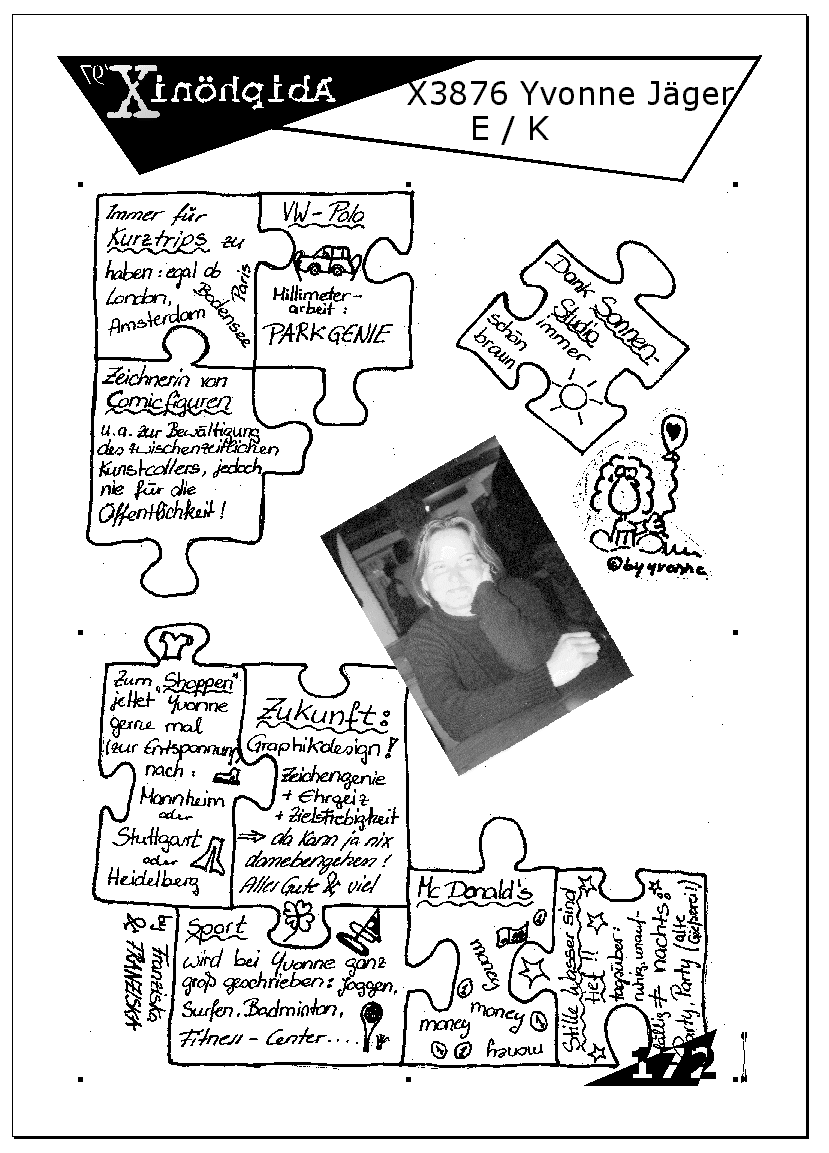 Abiphönix '97
X3876 Yvonne Jäger
E / K
Immer für
Kurztrips zu
haben: egal ob
London,
Amsterdam
Bodensee
Paris
VW-Polo
Millimeter-
arbeit:
PARKGENIE
Dank Sonnen-
Studio
immer
schön
braun
Zeichnerin von
Comicfiguren
u.a. zur Bewältigung
des zwischenzeitlichen
Kunstkollers, jedoch
nie für die
Öffentlichkeit!
©by yvonne
Zum „Shoppen"
jettet Yvonne
gerne mal
(zur Entspannung)
nach:
Mannheim
oder
Stuttgart
oder
Heidelberg
Zukunft:
Graphikdesign!
Zeichengenie
+ Ehrgeiz
+ Zielstrebigkeit
⇒ da kann ja nix
danebengehen!
Alles Gute & viel
by Franziska
& FRANZISKA
Sport
wird bei Yvonne ganz
groß geschrieben: Joggen,
Surfen, Badminton,
Fitness-Center....
Mc Donald's
money
money
money
money
Stille Wasser sind
tief!!
tagsüber:
ruhig, unauf-
fällig ≠ nachts:
Party, Party (alte
172